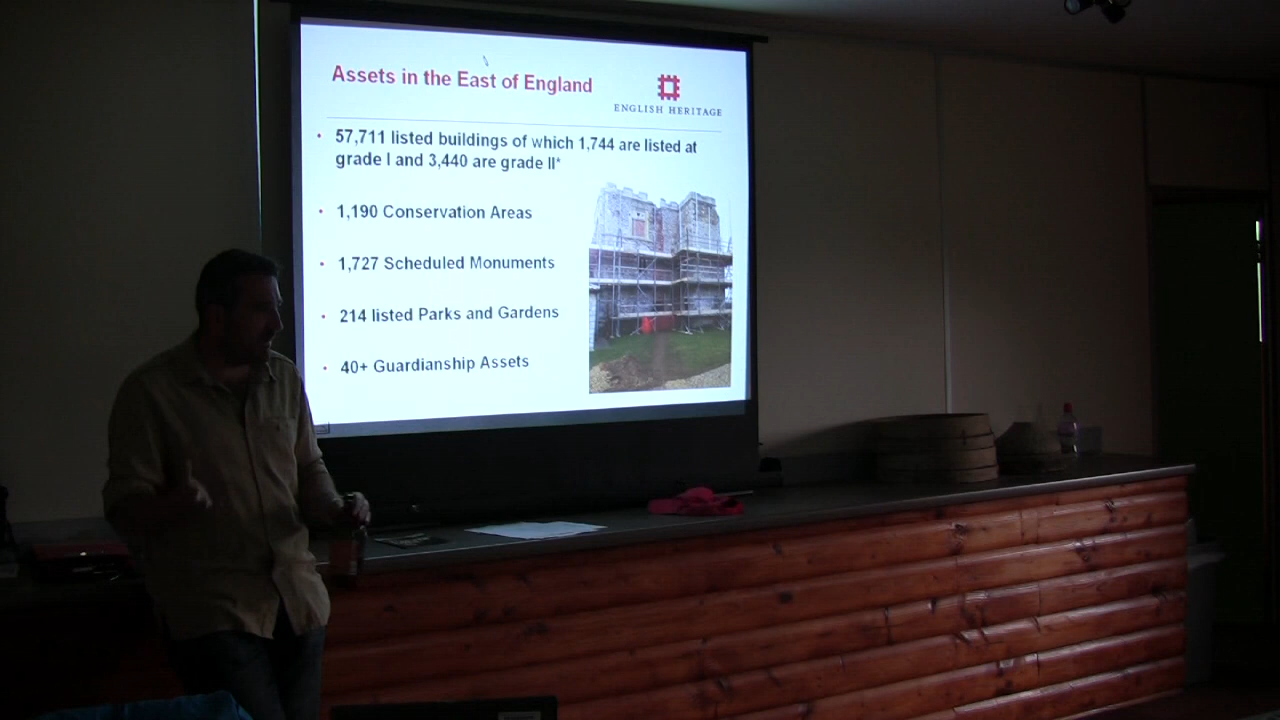 Assets in the East of England
ENGLISH HERITAGE
• 57,711 listed buildings of which 1,744 are listed at
grade I and 3,440 are grade II*
• 1,190 Conservation Areas
• 1,727 Scheduled Monuments
• 214 listed Parks and Gardens
• 40+ Guardianship Assets